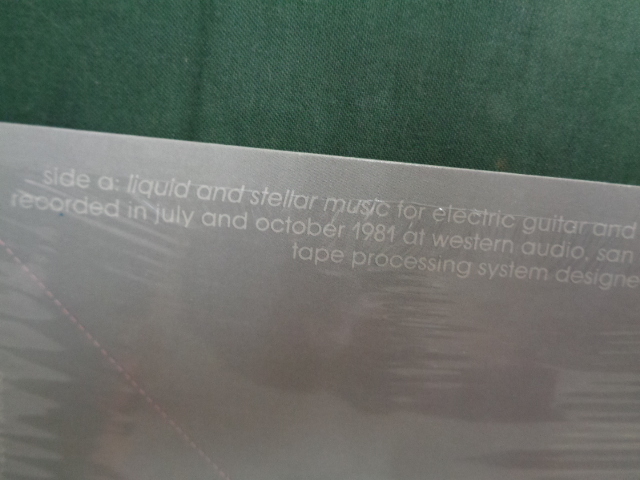 side a: liquid and stellar music for electric guitar and
recorded in july and october 1981 at western audio, san
tape processing system designe